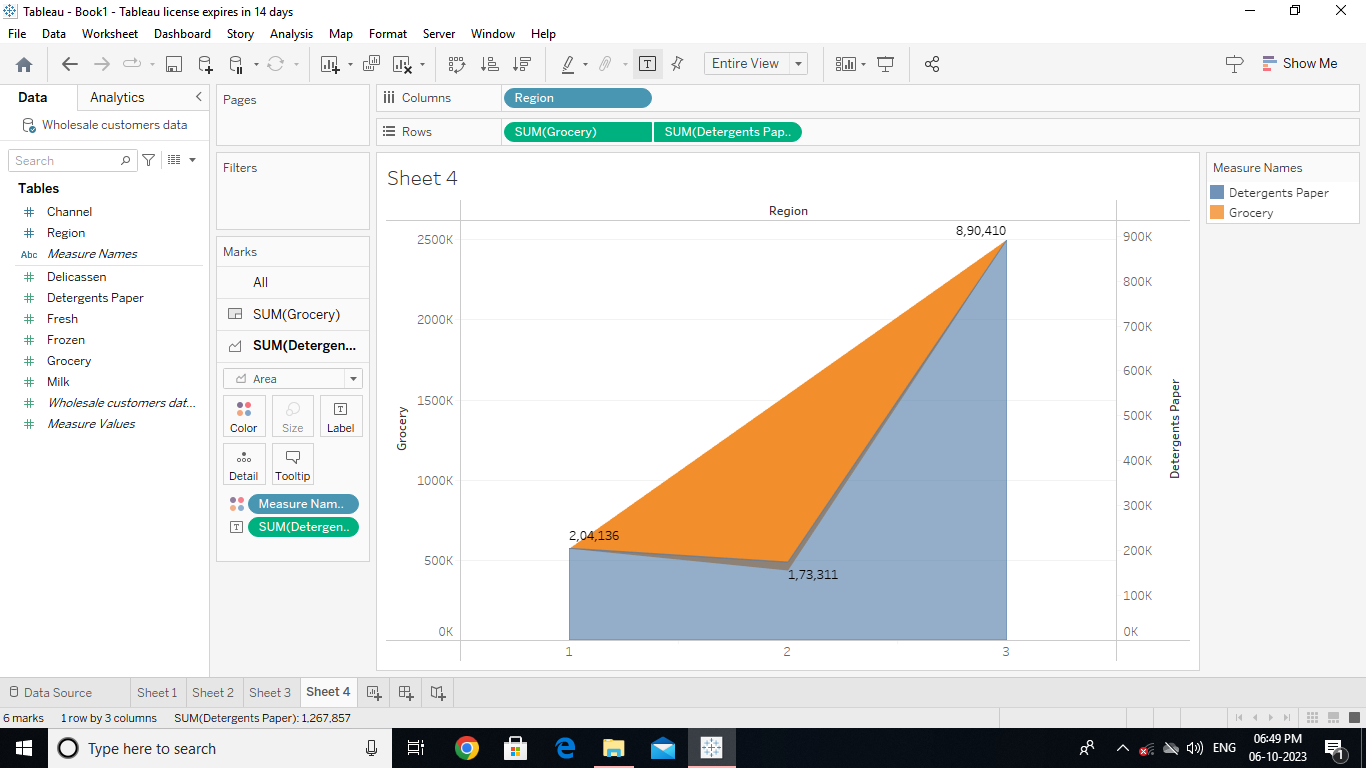 Tableau - Book1 - Tableau license expires in 14 days
File Data Worksheet Dashboard Story Analysis Map Format Server Window Help
Entire View
Show Me
Data Analytics
Wholesale customers data
Search
Tables
Channel
Region
Abc Measure Names
Delicassen
Detergents Paper
Fresh
Frozen
Grocery
Milk
Wholesale customers dat...
Measure Values
Pages
Filters
Marks
All
SUM(Grocery)
SUM(Detergen...
Area
Color Size Label
Detail Tooltip
Measure Nam..
SUM(Detergen..
Columns Region
Rows SUM(Grocery) SUM(Detergents Pap..
Sheet 4
Region
2500K
2000K
1500K
1000K
500K
0K
Grocery
8,90,410
2,04,136
1,73,311
1 2 3
900K
800K
700K
600K
500K
400K
300K
200K
100K
0K
Detergents Paper
Measure Names
Detergents Paper
Grocery
Data Source Sheet 1 Sheet 2 Sheet 3 Sheet 4
6 marks 1 row by 3 columns SUM(Detergents Paper): 1,267,857
Type here to search
ENG
06:49 PM
06-10-2023
1